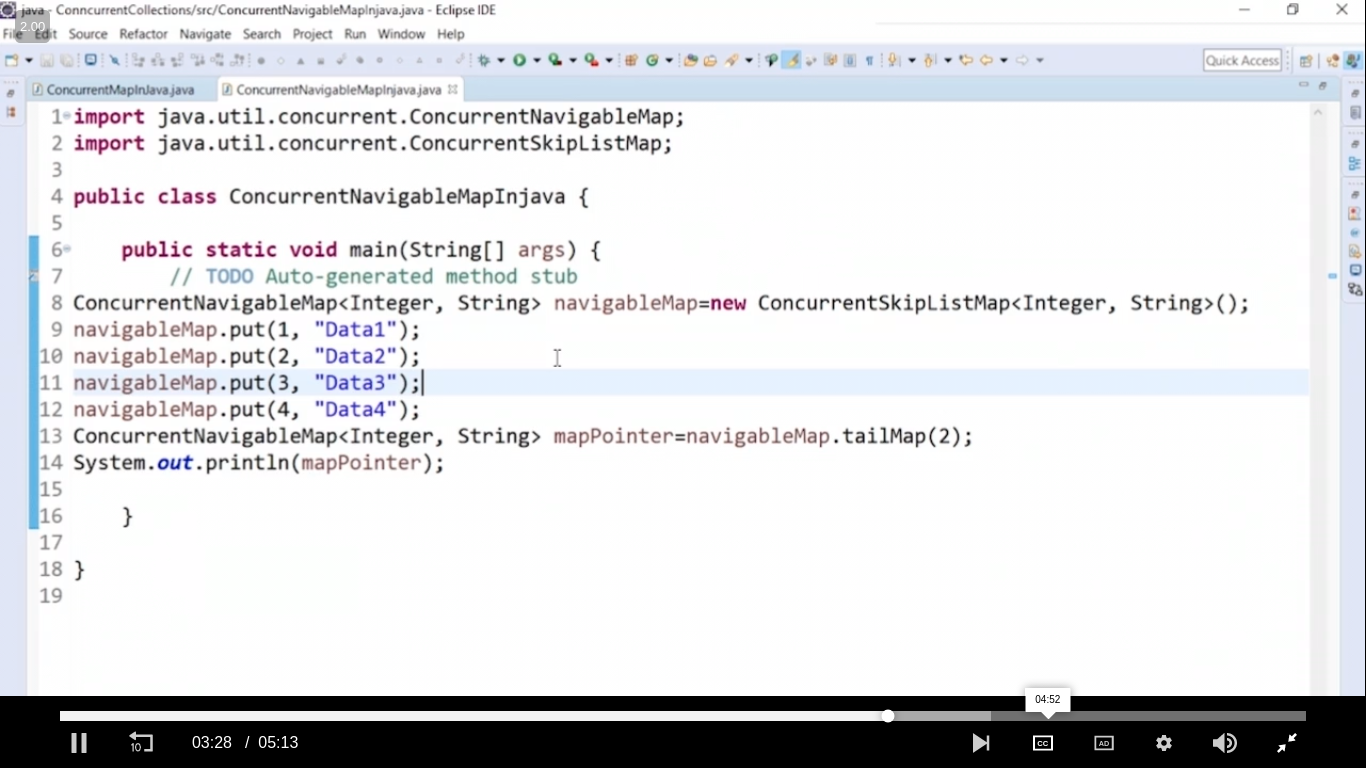 java - ConncurrentCollections/src/ConcurrentNavigableMapInjava.java - Eclipse IDE
2.00
File Edit Source Refactor Navigate Search Project Run Window Help
Quick Access
ConcurrentMapInJava.java ConcurrentNavigableMapInjava.java
1 import java.util.concurrent.ConcurrentNavigableMap;
2 import java.util.concurrent.ConcurrentSkipListMap;
3
4 public class ConcurrentNavigableMapInjava {
5
6 public static void main(String[] args) {
7 // TODO Auto-generated method stub
8 ConcurrentNavigableMap<Integer, String> navigableMap=new ConcurrentSkipListMap<Integer, String>();
9 navigableMap.put(1, "Data1");
10 navigableMap.put(2, "Data2");
11 navigableMap.put(3, "Data3");
12 navigableMap.put(4, "Data4");
13 ConcurrentNavigableMap<Integer, String> mapPointer=navigableMap.tailMap(2);
14 System.out.println(mapPointer);
15
16 }
17
18 }
19
04:52
10 03:28 / 05:13 CC AD